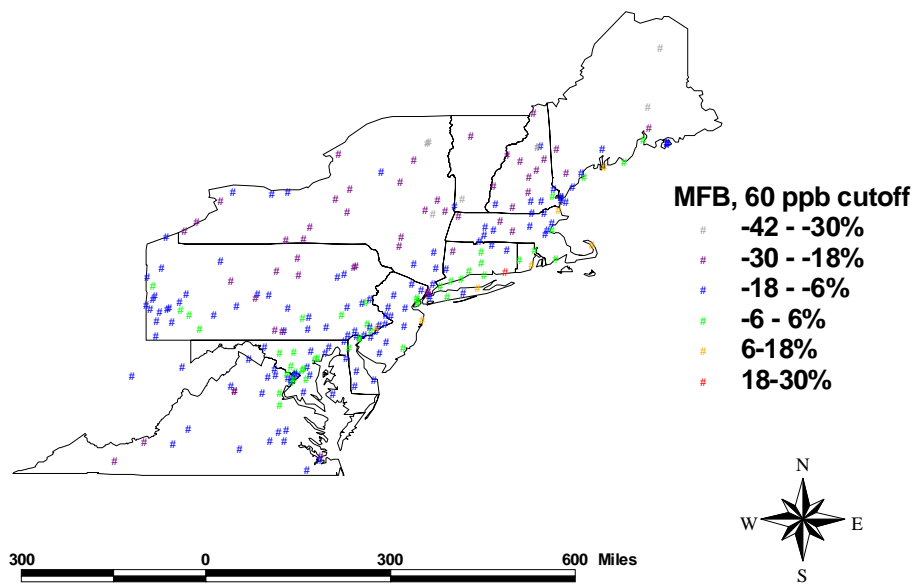 MFB, 60 ppb cutoff
# -42 - -30%
# -30 - -18%
# -18 - -6%
# -6 - 6%
# 6-18%
# 18-30%
N
W E
S
300 0 300 600 Miles